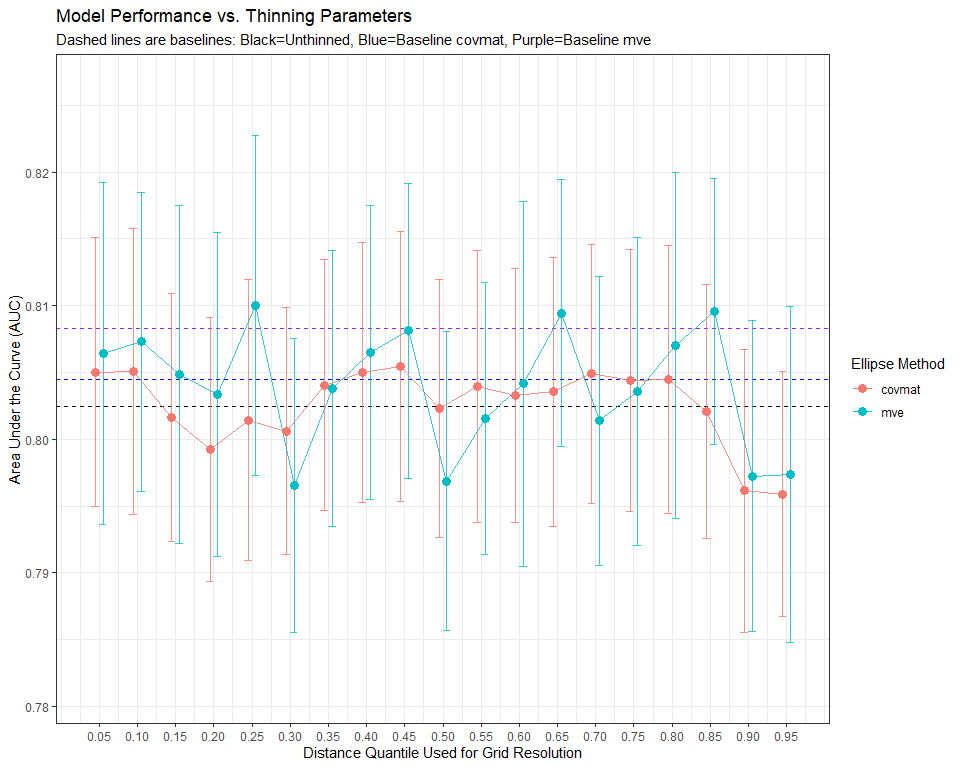 Model Performance vs. Thinning Parameters
Dashed lines are baselines: Black=Unthinned, Blue=Baseline covmat, Purple=Baseline mve
Area Under the Curve (AUC)
0.82
0.81
0.80
0.79
0.78
0.05 0.10 0.15 0.20 0.25 0.30 0.35 0.40 0.45 0.50 0.55 0.60 0.65 0.70 0.75 0.80 0.85 0.90 0.95
Distance Quantile Used for Grid Resolution
Ellipse Method
covmat
mve